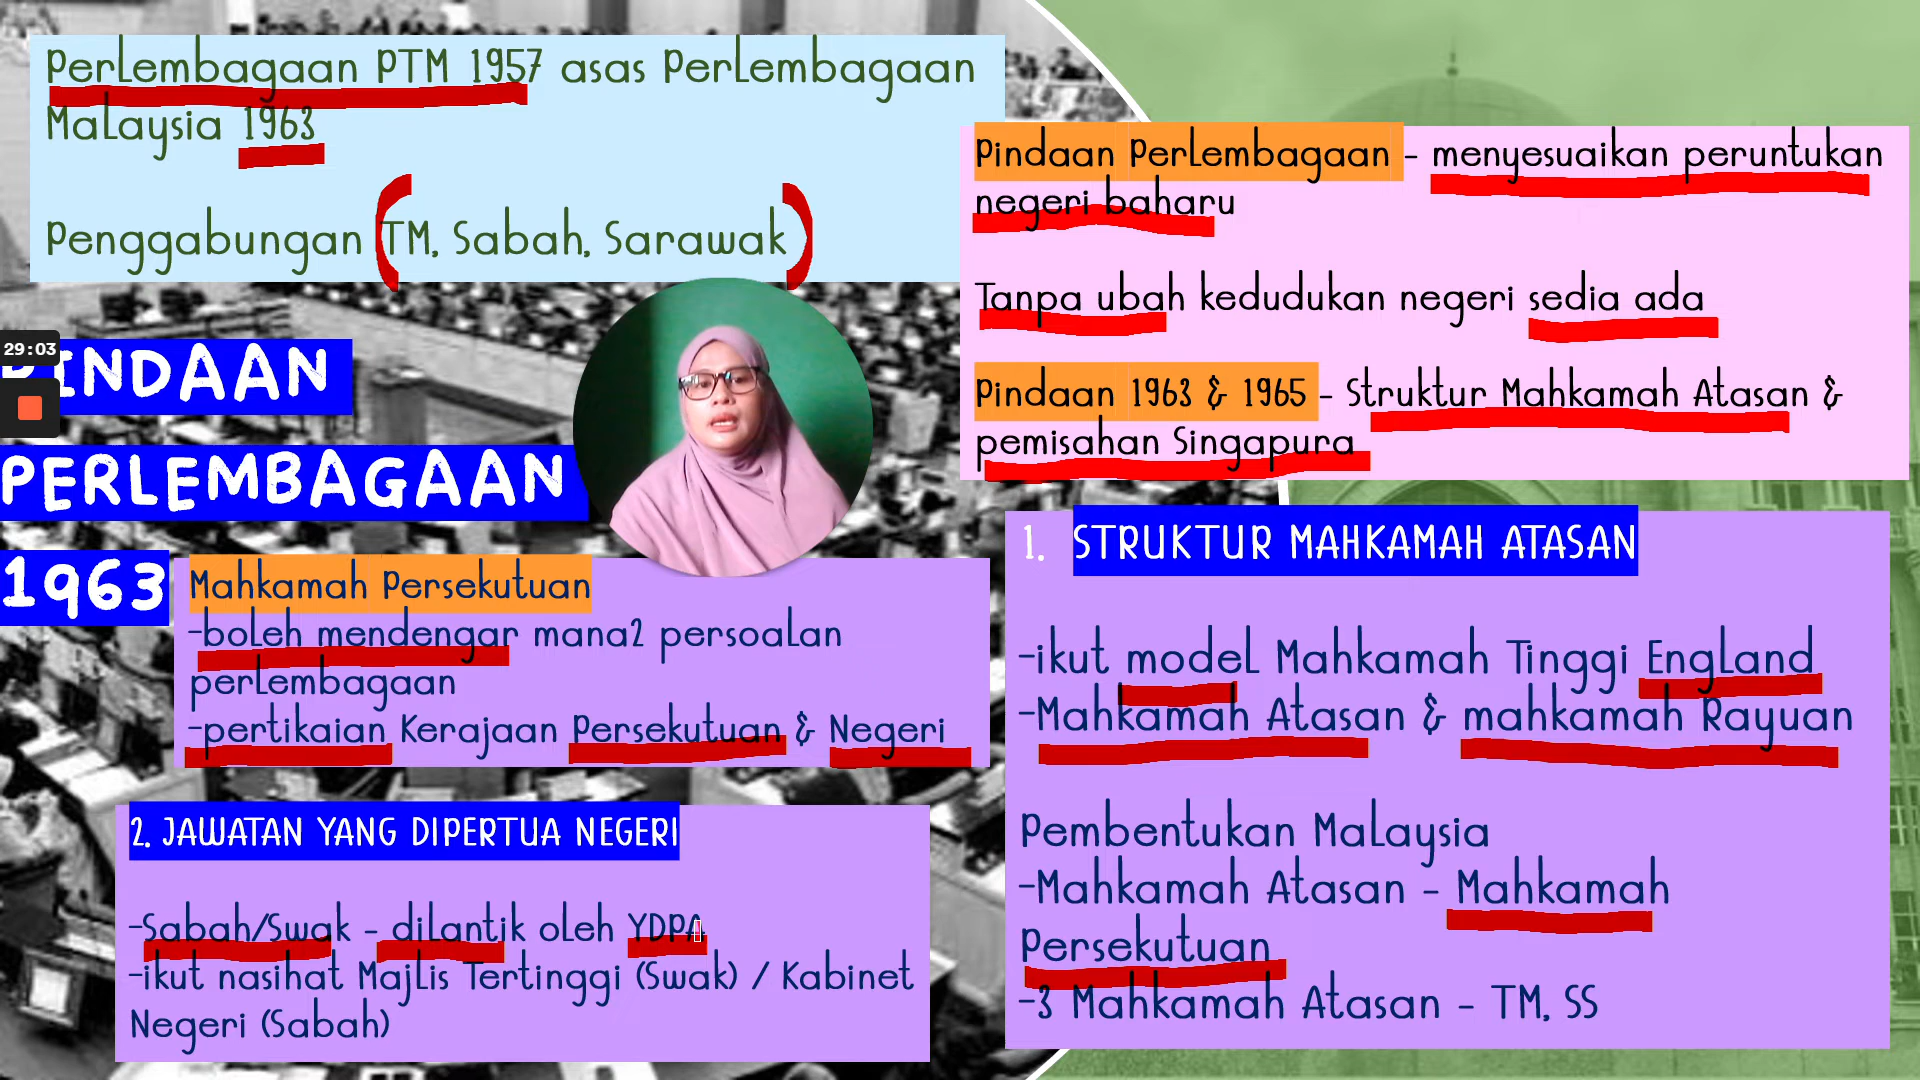 Perlembagaan PTM 1957 asas Perlembagaan
Malaysia 1963
Penggabungan TM, Sabah, Sarawak
29:03
PINDAAN
PERLEMBAGAAN
1963
Pindaan Perlembagaan - menyesuaikan peruntukan
negeri baharu
Tanpa ubah kedudukan negeri sedia ada
Pindaan 1963 & 1965 - Struktur Mahkamah Atasan &
pemisahan Singapura
Mahkamah Persekutuan
-boleh mendengar mana2 persoalan
perlembagaan
-pertikaian Kerajaan Persekutuan & Negeri
2. JAWATAN YANG DIPERTUA NEGERI
-Sabah/Swak - dilantik oleh YDPA
-ikut nasihat Majlis Tertinggi (Swak) / Kabinet
Negeri (Sabah)
1. STRUKTUR MAHKAMAH ATASAN
-ikut model Mahkamah Tinggi England
-Mahkamah Atasan & mahkamah Rayuan
Pembentukan Malaysia
-Mahkamah Atasan - Mahkamah
Persekutuan
-3 Mahkamah Atasan - TM, SS